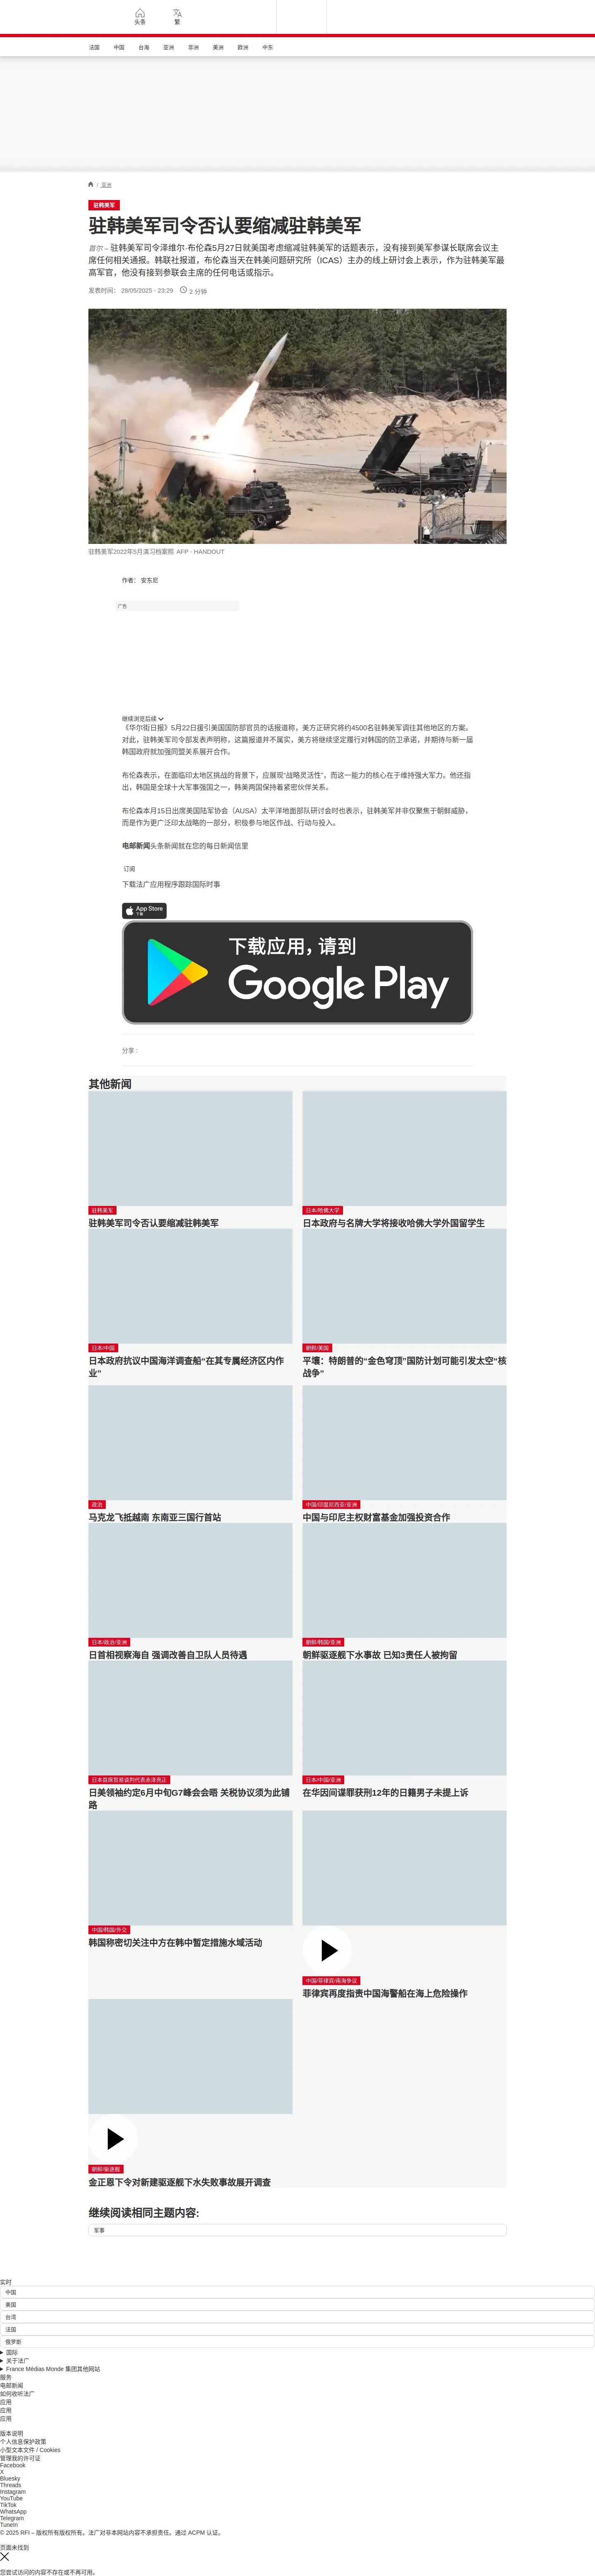 头条
繁
法国 中国 台海 亚洲 非洲 美洲 欧洲 中东
/ 亚洲
驻韩美军
驻韩美军司令否认要缩减驻韩美军
首尔 – 驻韩美军司令泽维尔·布伦森5月27日就美国考虑缩减驻韩美军的话题表示，没有接到美军参谋长联席会议主
席任何相关通报。韩联社报道，布伦森当天在韩美问题研究所（ICAS）主办的线上研讨会上表示，作为驻韩美军最
高军官，他没有接到参联会主席的任何电话或指示。
发表时间： 28/05/2025 - 23:29 2 分钟
驻韩美军2022年5月演习档案照 AFP - HANDOUT
作者： 安东尼
广告
继续浏览后续
《华尔街日报》5月22日援引美国国防部官员的话报道称，美方正研究将约4500名驻韩美军调往其他地区的方案。
对此，驻韩美军司令部发表声明称，这篇报道并不属实，美方将继续坚定履行对韩国的防卫承诺，并期待与新一届
韩国政府就加强同盟关系展开合作。
布伦森表示，在面临印太地区挑战的背景下，应展现“战略灵活性”，而这一能力的核心在于维持强大军力。他还指
出，韩国是全球十大军事强国之一，韩美两国保持着紧密伙伴关系。
布伦森本月15日出席美国陆军协会（AUSA）太平洋地面部队研讨会时也表示，驻韩美军并非仅聚焦于朝鲜威胁，
而是作为更广泛印太战略的一部分，积极参与地区作战、行动与投入。
电邮新闻头条新闻就在您的每日新闻信里
订阅
下载法广应用程序跟踪国际时事
App Store
下载
下载应用，请到
Google Play
分享 :
其他新闻
驻韩美军
驻韩美军司令否认要缩减驻韩美军
日本/哈佛大学
日本政府与名牌大学将接收哈佛大学外国留学生
日本/中国
日本政府抗议中国海洋调查船“在其专属经济区内作
业”
朝鲜/美国
平壤：特朗普的“金色穹顶”国防计划可能引发太空“核
战争”
政治
马克龙飞抵越南 东南亚三国行首站
中国/印度尼西亚/亚洲
中国与印尼主权财富基金加强投资合作
日本/政治/亚洲
日首相视察海自 强调改善自卫队人员待遇
朝鲜/韩国/亚洲
朝鲜驱逐舰下水事故 已知3责任人被拘留
日本首席贸易谈判代表赤泽亮正
日美领袖约定6月中旬G7峰会会晤 关税协议须为此铺
路
日本/中国/亚洲
在华因间谍罪获刑12年的日籍男子未提上诉
中国/韩国/外交
韩国称密切关注中方在韩中暂定措施水域活动
中国/菲律宾/南海争议
菲律宾再度指责中国海警船在海上危险操作
朝鲜/驱逐舰
金正恩下令对新建驱逐舰下水失败事故展开调查
继续阅读相同主题内容:
军事
实时
中国
美国
台湾
法国
俄罗斯
国际
关于法广
France Médias Monde 集团其他网站
服务
电邮新闻
如何收听法广
应用
应用
应用
版本说明
个人信息保护政策
小型文本文件 / Cookies
管理我的许可证
Facebook
X
Bluesky
Threads
Instagram
YouTube
TikTok
WhatsApp
Telegram
TuneIn
© 2025 RFI – 版权所有版权所有。法广对非本网站内容不承担责任。通过 ACPM 认证。
页面未找到
您尝试访问的内容不存在或不再可用。